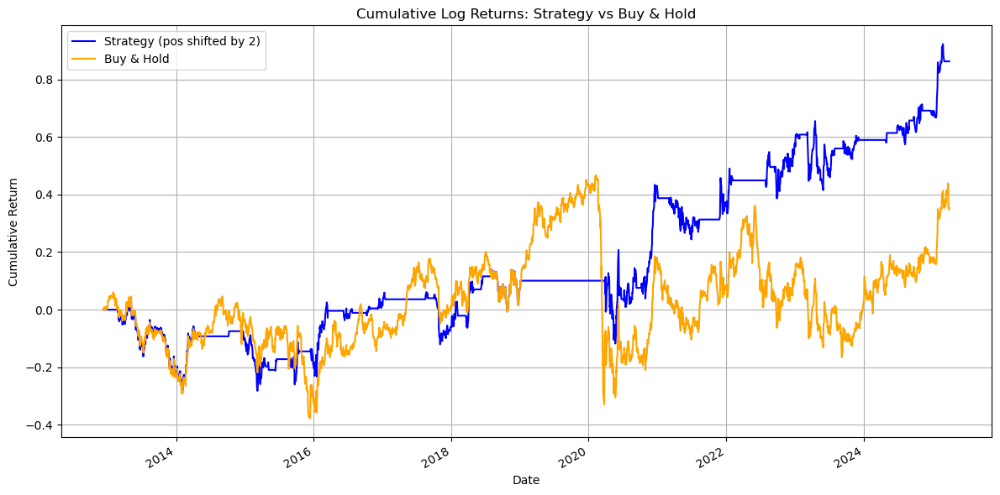 Cumulative Log Returns: Strategy vs Buy & Hold
Strategy (pos shifted by 2)
Buy & Hold
Cumulative Return
0.8
0.6
0.4
0.2
0.0
−0.2
−0.4
2014
2016
2018
2020
2022
2024
Date